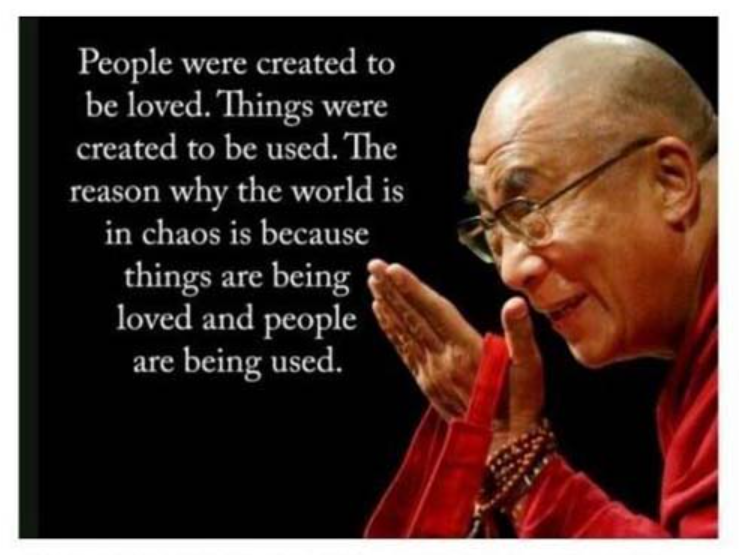 People were created to
be loved. Things were
created to be used. The
reason why the world is
in chaos is because
things are being
loved and people
are being used.